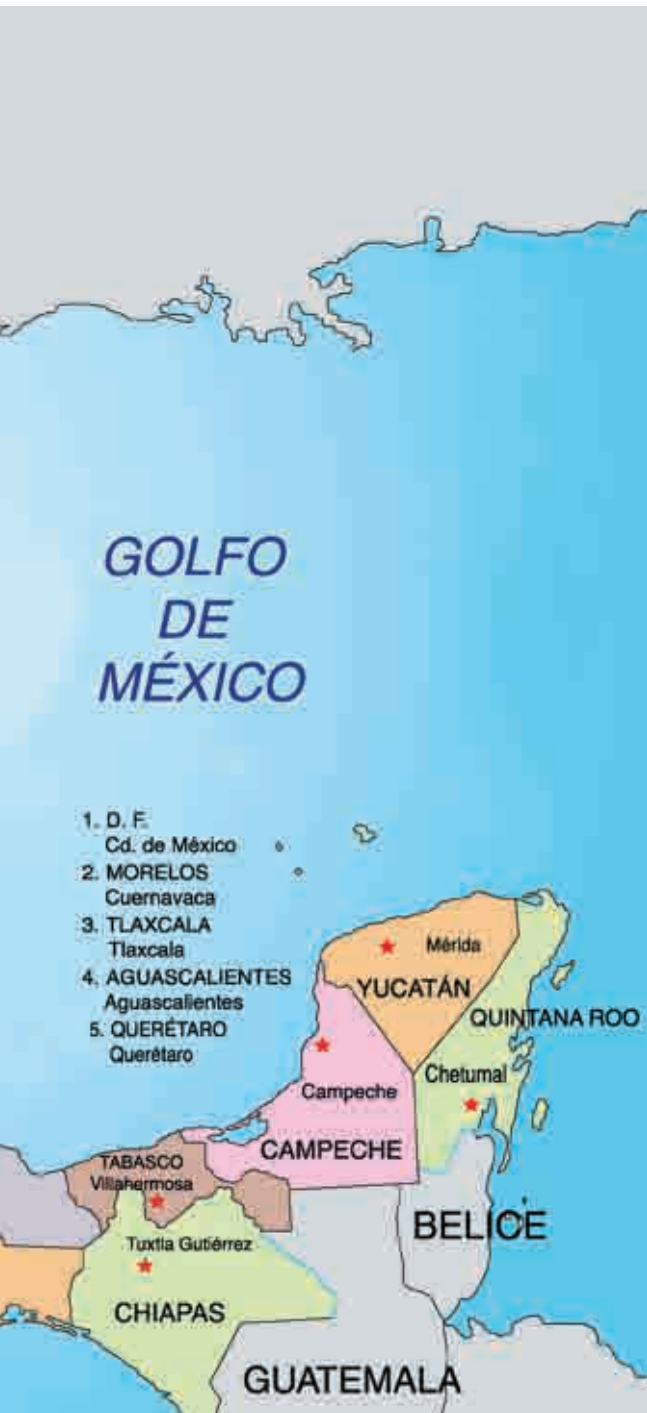 GOLFO
DE
MÉXICO
1. D. F.
Cd. de México
2. MORELOS
Cuernavaca
3. TLAXCALA
Tlaxcala
4. AGUASCALIENTES
Aguascalientes
5. QUERÉTARO
Querétaro
Mérida
YUCATÁN
QUINTANA ROO
Chetumal
Campeche
CAMPECHE
TABASCO
Villahermosa
BELICE
Tuxtla Gutiérrez
CHIAPAS
GUATEMALA